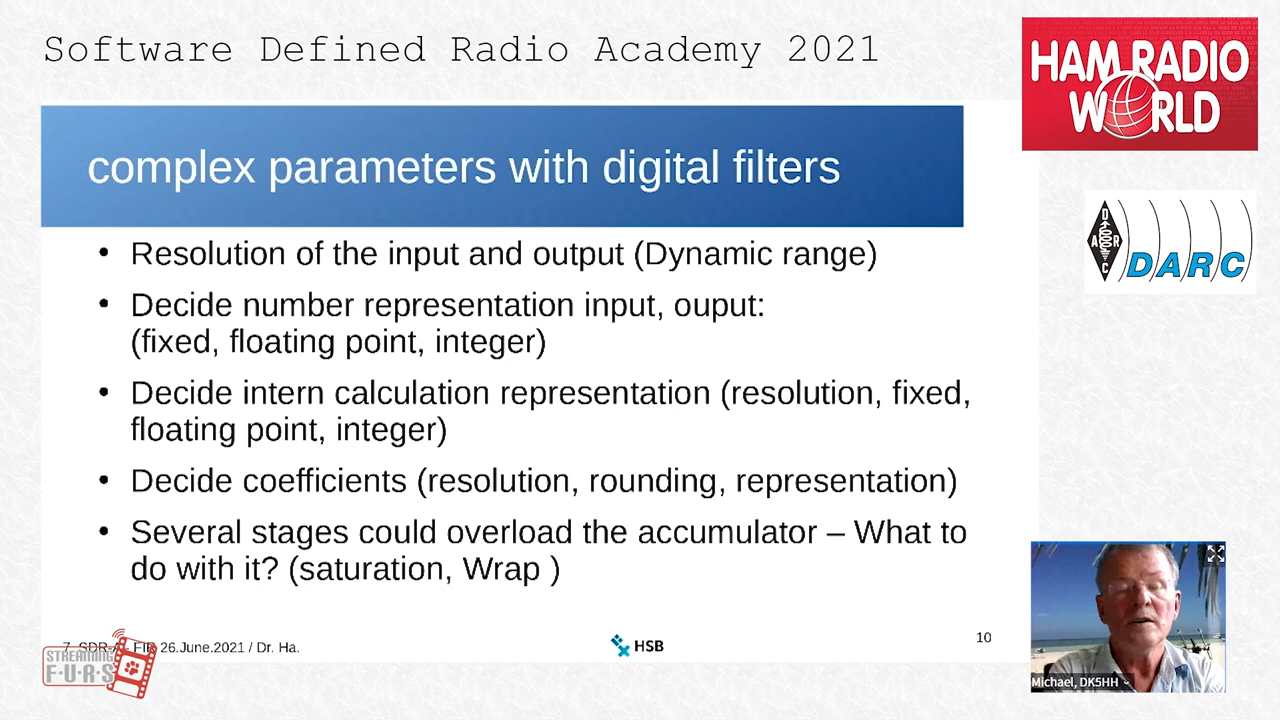 Software Defined Radio Academy 2021
HAM RADIO
WORLD
complex parameters with digital filters
DARC
DARC
• Resolution of the input and output (Dynamic range)
• Decide number representation input, ouput:
(fixed, floating point, integer)
• Decide intern calculation representation (resolution, fixed,
floating point, integer)
• Decide coefficients (resolution, rounding, representation)
• Several stages could overload the accumulator – What to
do with it? (saturation, Wrap )
7. SDR-A 26.June.2021 / Dr. Ha.
HSB
10
STREAMING
F·U·R·S
Michael, DK5HH